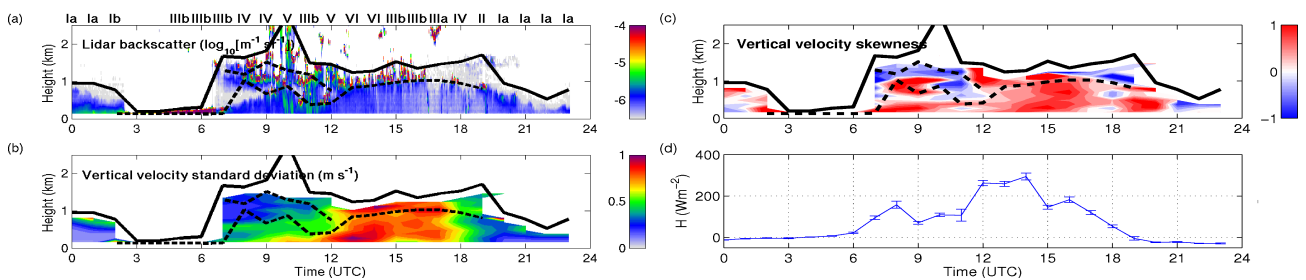 (a)
Ia Ia Ib IIIb IIIb IIIb IV IV V IIIb V VI VI IIIb IIIb IIIa IV II Ia Ia Ia Ia
Lidar backscatter (log10[m-1 sr-1])
Height (km)
2
1
0
0 3 6 9 12 15 18 21 24
-4
-5
-6
(b)
Vertical velocity standard deviation (m s-1)
Height (km)
2
1
0
0 3 6 9 12 15 18 21 24
Time (UTC)
1
0.5
0
(c)
Vertical velocity skewness
Height (km)
2
1
0
0 3 6 9 12 15 18 21 24
1
0
−1
(d)
H (Wm-2)
400
200
0
0 3 6 9 12 15 18 21 24
Time (UTC)